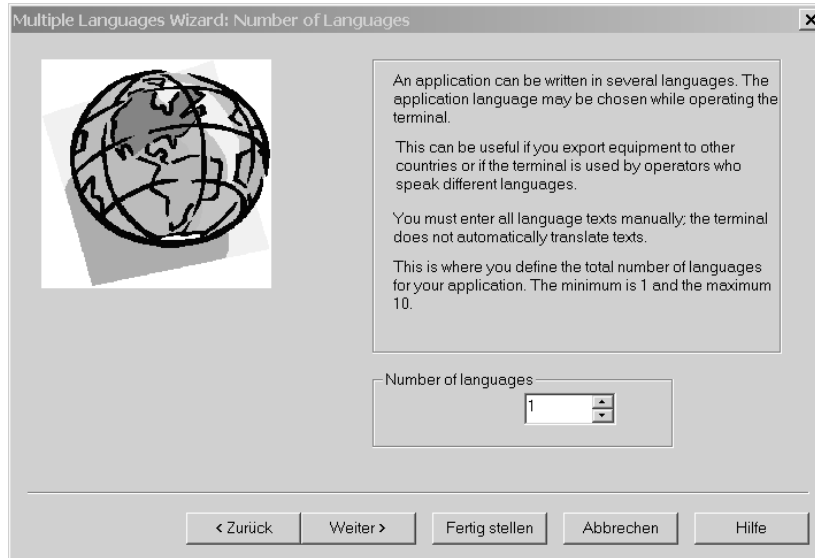 Multiple Languages Wizard: Number of Languages
An application can be written in several languages. The
application language may be chosen while operating the
terminal.
This can be useful if you export equipment to other
countries or if the terminal is used by operators who
speak different languages.
You must enter all language texts manually; the terminal
does not automatically translate texts.
This is where you define the total number of languages
for your application. The minimum is 1 and the maximum
10.
Number of languages
1
< Zurück Weiter > Fertig stellen Abbrechen Hilfe